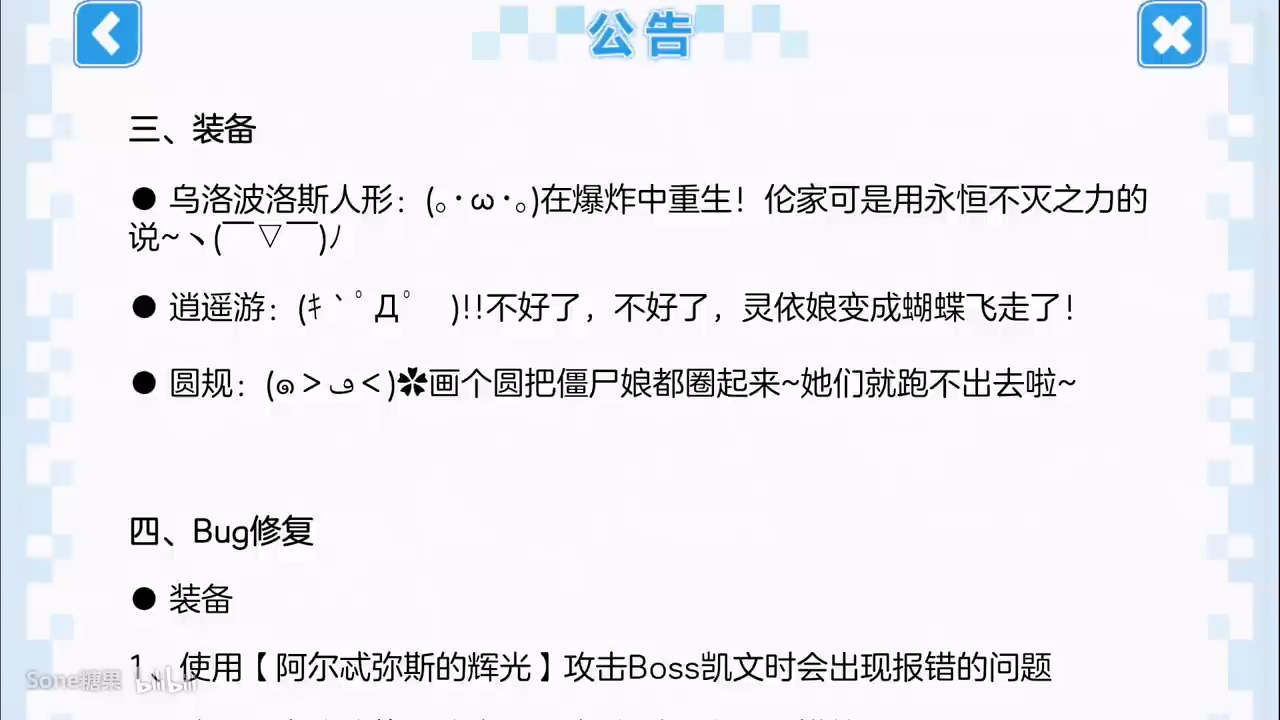 公告
三、装备
● 乌洛波洛斯人形：(｡･ω･｡)在爆炸中重生！伦家可是用永恒不灭之力的
说~ヽ(￣▽￣)ﾉ
● 逍遥游：(キ`ﾟДﾟ )!!不好了，不好了，灵依娘变成蝴蝶飞走了！
● 圆规：(๑＞ڡ＜)✿画个圆把僵尸娘都圈起来~她们就跑不出去啦~
四、Bug修复
● 装备
1、使用【阿尔忒弥斯的辉光】攻击Boss凯文时会出现报错的问题
Sone糖果 bilibili